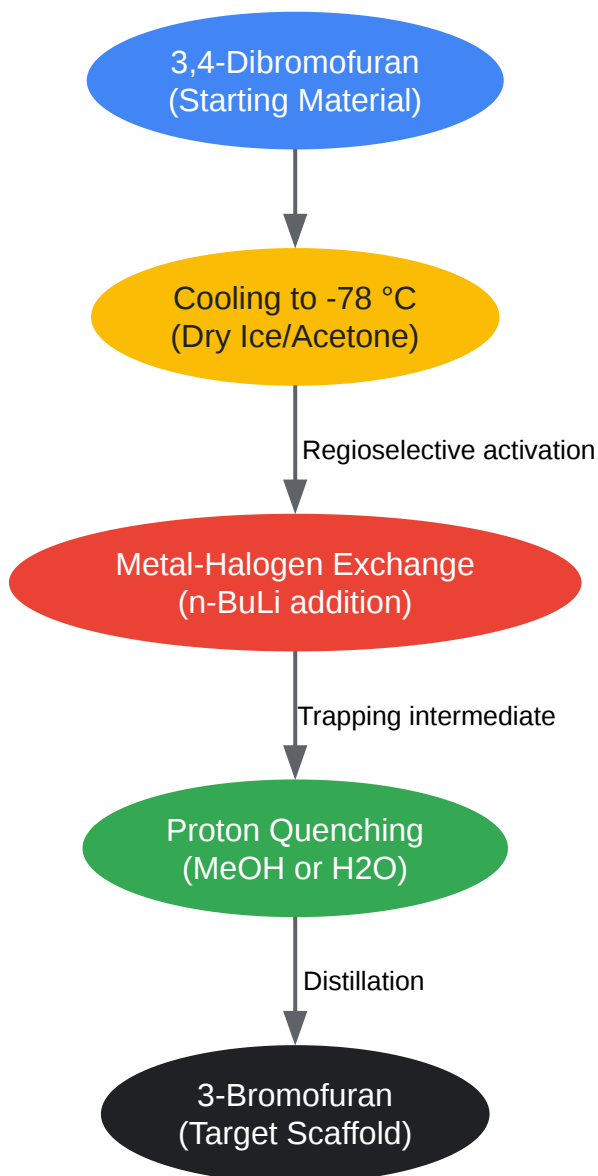 3,4-Dibromofuran
(Starting Material)
Cooling to -78 °C
(Dry Ice/Acetone)
Regioselective activation
Metal-Halogen Exchange
(n-BuLi addition)
Trapping intermediate
Proton Quenching
(MeOH or H2O)
Distillation
3-Bromofuran
(Target Scaffold)